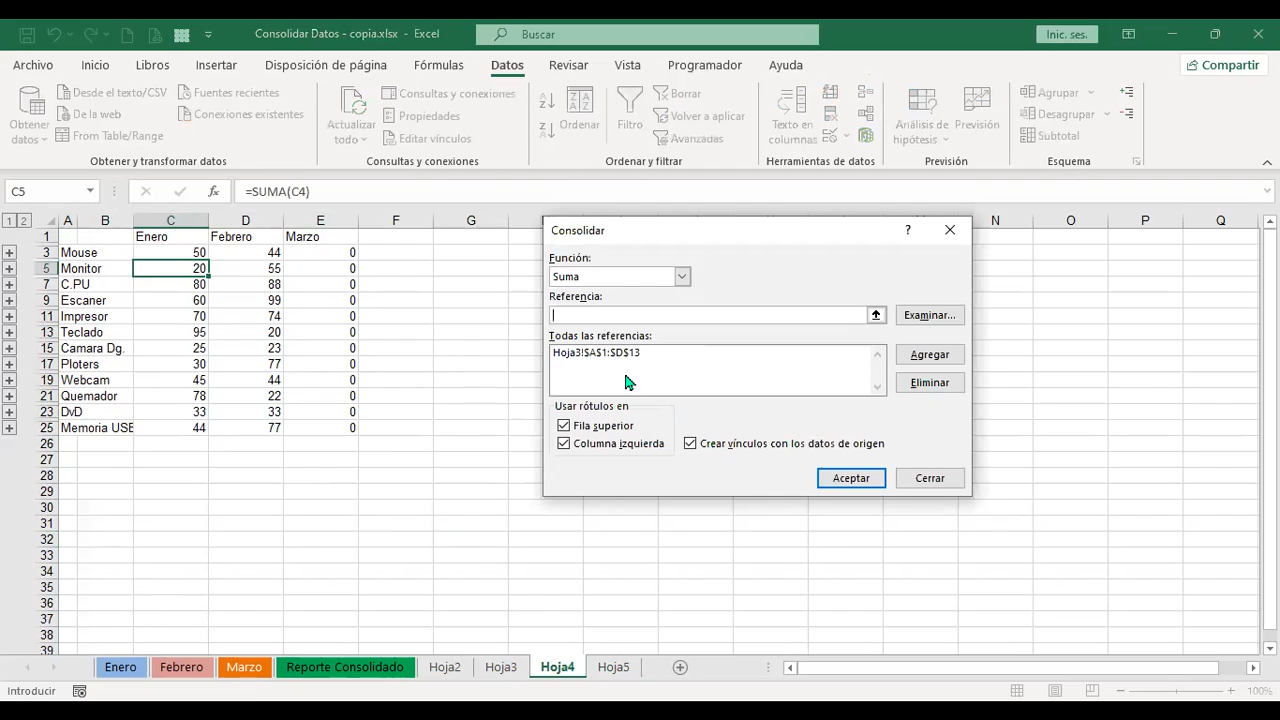 Consolidar Datos - copia.xlsx - Excel
Buscar
Inic. ses.
Archivo Inicio Libros Insertar Disposición de página Fórmulas Datos Revisar Vista Programador Ayuda Compartir
Obtener datos
Desde el texto/CSV
De la web
From Table/Range
Fuentes recientes
Conexiones existentes
Obtener y transformar datos
Actualizar todo
Consultas y conexiones
Propiedades
Editar vínculos
Consultas y conexiones
Ordenar
Filtro
Borrar
Volver a aplicar
Avanzadas
Ordenar y filtrar
Texto en columnas
Herramientas de datos
Análisis de hipótesis
Previsión
Previsión
Agrupar
Desagrupar
Subtotal
Esquema
C5 fx =SUMA(C4)
1 2 A B C D E F G N O P Q
1 Enero Febrero Marzo
3 Mouse 50 44 0
5 Monitor 20 55 0
7 C.PU 80 88 0
9 Escaner 60 99 0
11 Impresor 70 74 0
13 Teclado 95 20 0
15 Camara Dg. 25 23 0
17 Ploters 30 77 0
19 Webcam 45 44 0
21 Quemador 78 22 0
23 DvD 33 33 0
25 Memoria USB 44 77 0
26
27
28
29
30
31
32
33
34
35
36
37
38
39
Consolidar ?
Función:
Suma
Referencia:
Examinar...
Todas las referencias:
Hoja3!$A$1:$D$13
Agregar
Eliminar
Usar rótulos en
Fila superior
Columna izquierda
Crear vínculos con los datos de origen
Aceptar Cerrar
Enero Febrero Marzo Reporte Consolidado Hoja2 Hoja3 Hoja4 Hoja5
Introducir 100%